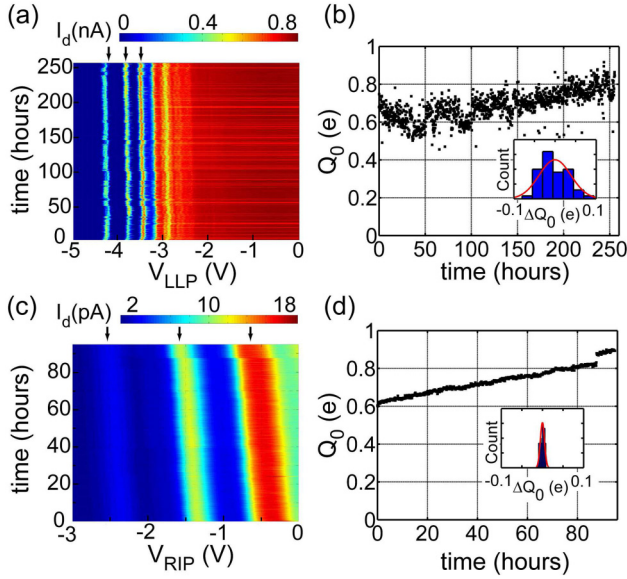 (a)
I_d(nA) 0 0.4 0.8
250
200
150
100
50
0
time (hours)
-5 -4 -3 -2 -1 0
V_LLP (V)
(b)
1
0.8
0.6
0.4
0.2
0
Q_0 (e)
Count
-0.1 0.1
ΔQ_0 (e)
0 50 100 150 200 250
time (hours)
(c)
I_d(pA) 2 10 18
80
60
40
20
0
time (hours)
-3 -2 -1 0
V_RIP (V)
(d)
1
0.8
0.6
0.4
0.2
0
Q_0 (e)
Count
-0.1 0.1
ΔQ_0 (e)
0 20 40 60 80
time (hours)